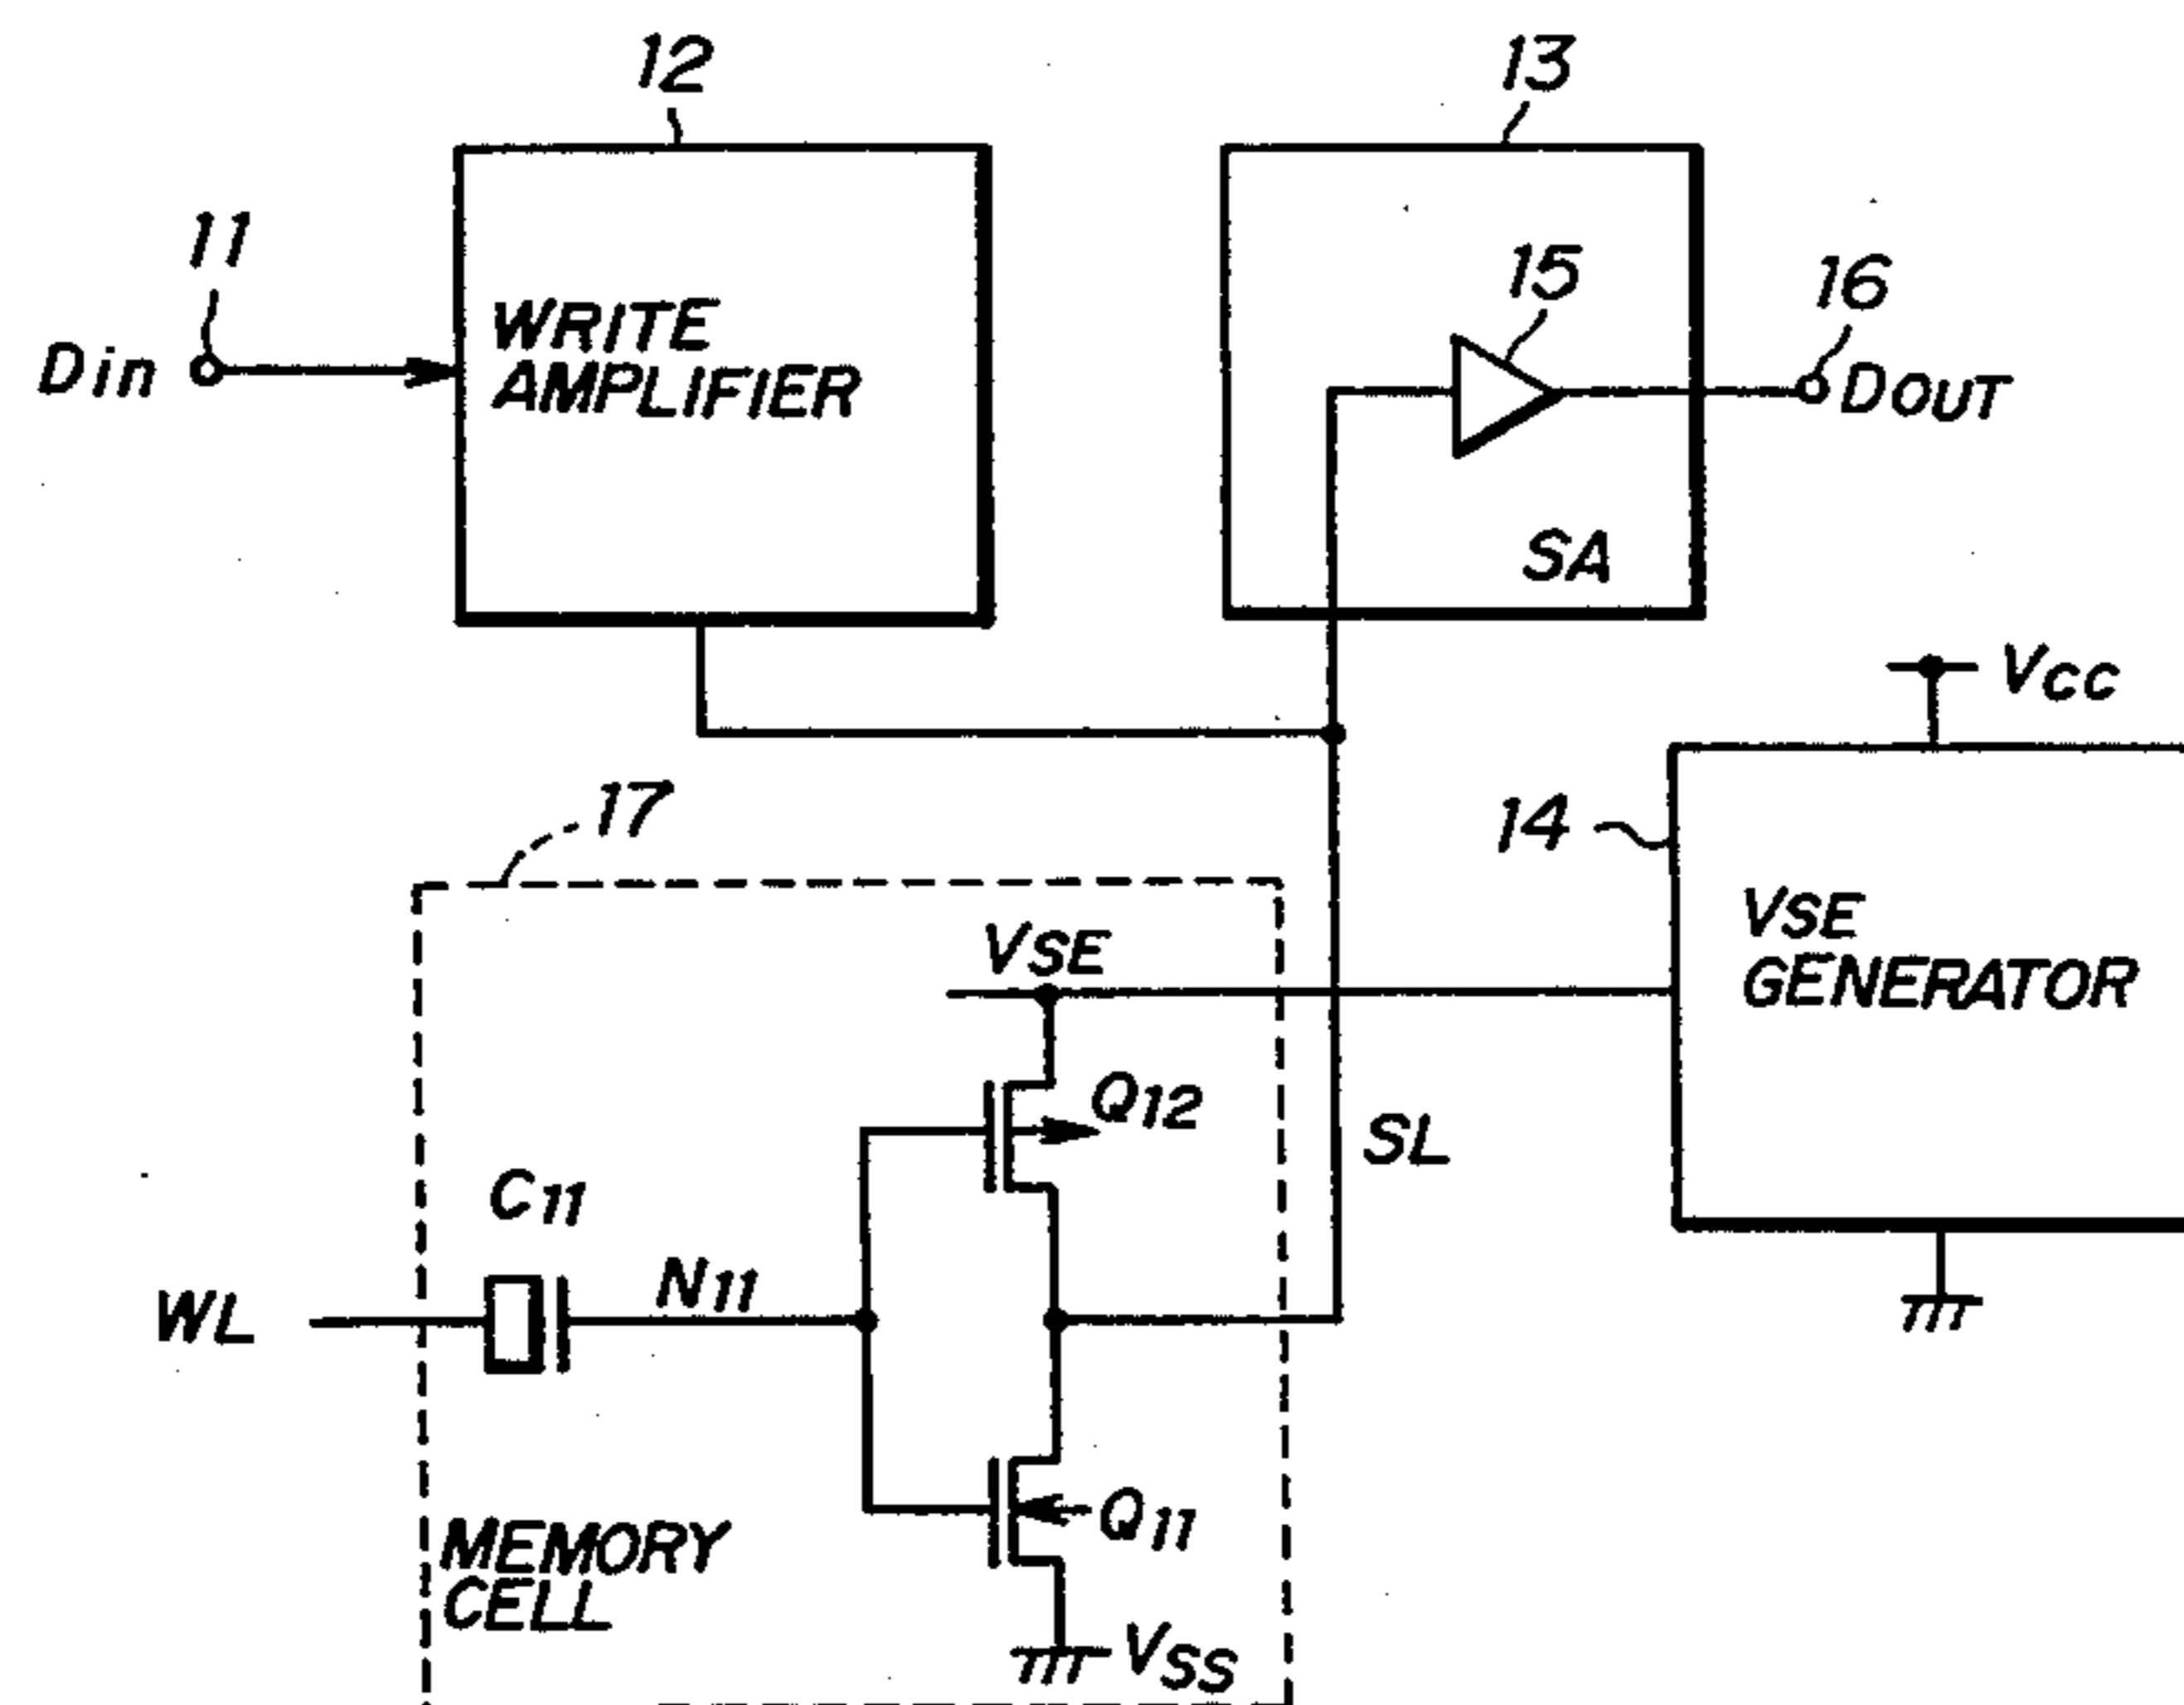 12
13
11
15
16
Din
WRITE
AMPLIFIER
DOUT
SA
VCC
17
14
VSE
GENERATOR
VSE
Q12
SL
C11
N11
WL
Q11
MEMORY
CELL
VSS